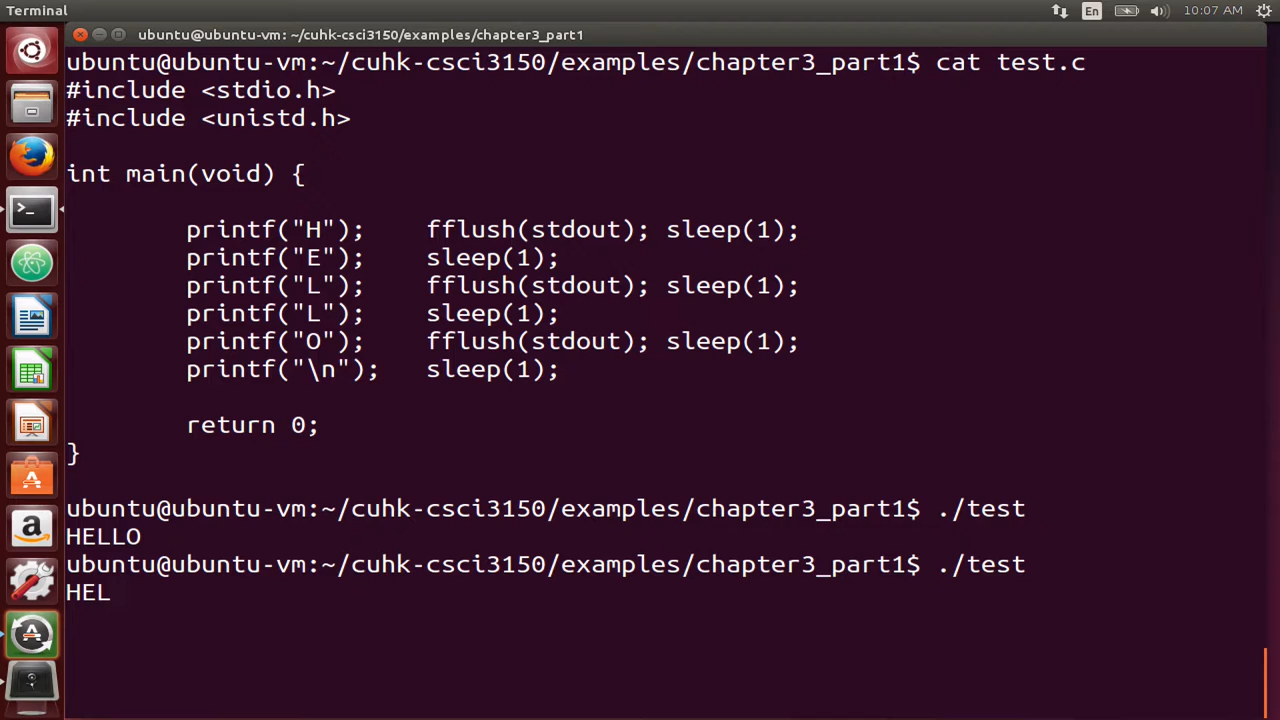 Terminal
En
10:07 AM
ubuntu@ubuntu-vm: ~/cuhk-csci3150/examples/chapter3_part1
ubuntu@ubuntu-vm:~/cuhk-csci3150/examples/chapter3_part1$ cat test.c
#include <stdio.h>
#include <unistd.h>
int main(void) {
printf("H"); fflush(stdout); sleep(1);
printf("E"); sleep(1);
printf("L"); fflush(stdout); sleep(1);
printf("L"); sleep(1);
printf("O"); fflush(stdout); sleep(1);
printf("\n"); sleep(1);
return 0;
}
ubuntu@ubuntu-vm:~/cuhk-csci3150/examples/chapter3_part1$ ./test
HELLO
ubuntu@ubuntu-vm:~/cuhk-csci3150/examples/chapter3_part1$ ./test
HEL